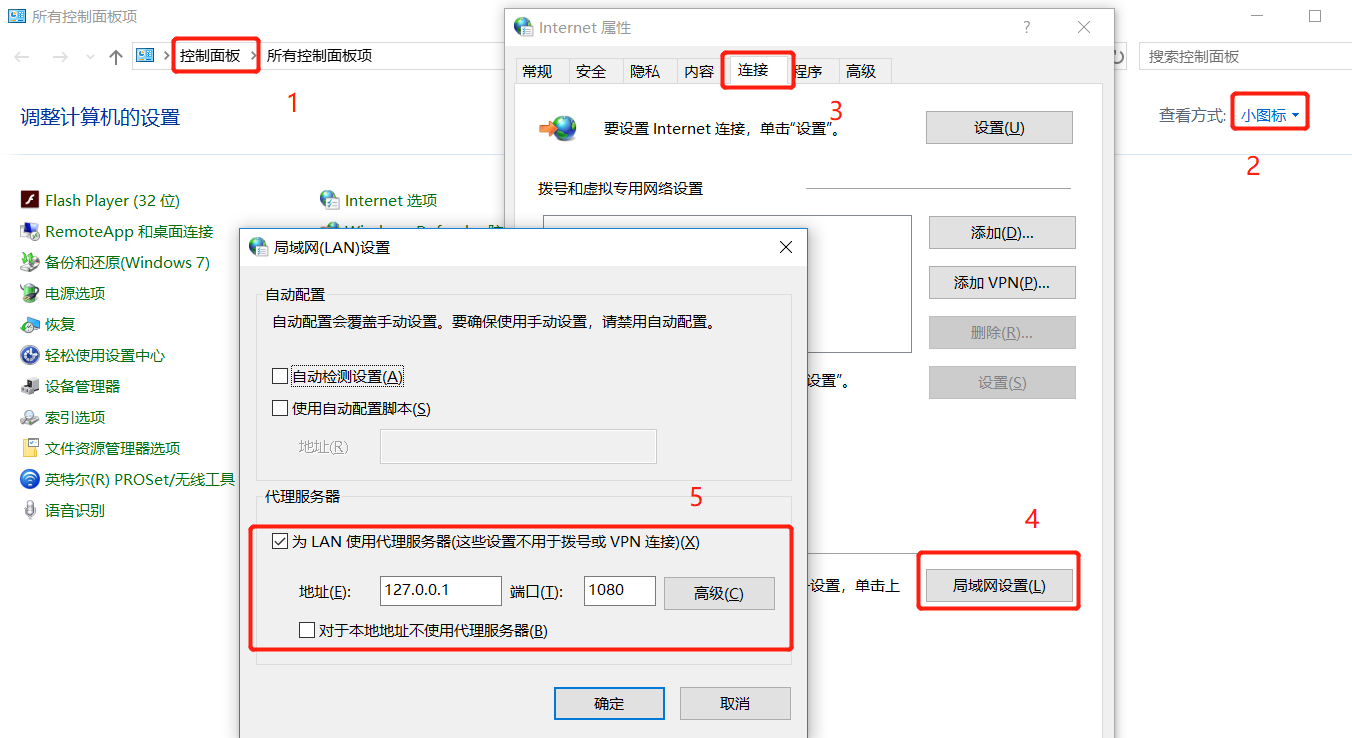 所有控制面板项
控制面板 所有控制面板项
搜索控制面板
1
调整计算机的设置
查看方式: 小图标
2
Flash Player (32 位)
Internet 选项
RemoteApp 和桌面连接
备份和还原(Windows 7)
电源选项
恢复
轻松使用设置中心
设备管理器
索引选项
文件资源管理器选项
英特尔(R) PROSet/无线工具
语音识别
Internet 属性
?
常规 安全 隐私 内容 连接 程序 高级
3
要设置 Internet 连接，单击“设置”。
设置(U)
拨号和虚拟专用网络设置
添加(D)...
添加 VPN(P)...
删除(R)...
设置”。
设置(S)
4
设置，单击上
局域网设置(L)
局域网(LAN)设置
自动配置
自动配置会覆盖手动设置。要确保使用手动设置，请禁用自动配置。
自动检测设置(A)
使用自动配置脚本(S)
地址(R)
代理服务器
5
为 LAN 使用代理服务器(这些设置不用于拨号或 VPN 连接)(X)
地址(E): 127.0.0.1 端口(T): 1080 高级(C)
对于本地地址不使用代理服务器(B)
确定 取消